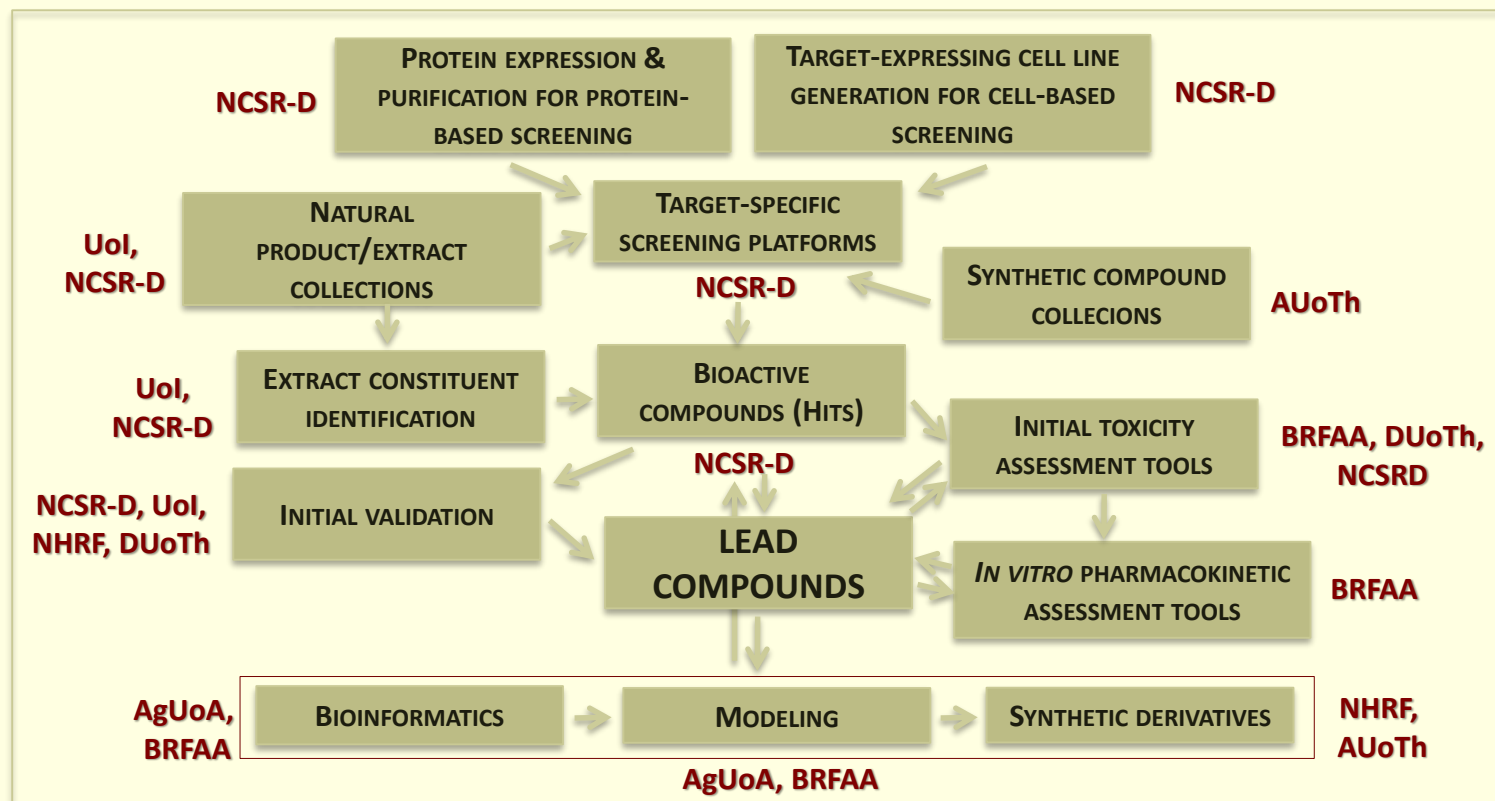 PROTEIN EXPRESSION &
PURIFICATION FOR PROTEIN-
BASED SCREENING
NCSR-D
TARGET-EXPRESSING CELL LINE
GENERATION FOR CELL-BASED
SCREENING
NCSR-D
NATURAL
PRODUCT/EXTRACT
COLLECTIONS
UoI,
NCSR-D
TARGET-SPECIFIC
SCREENING PLATFORMS
NCSR-D
SYNTHETIC COMPOUND
COLLECIONS
AUoTh
EXTRACT CONSTITUENT
IDENTIFICATION
UoI,
NCSR-D
BIOACTIVE
COMPOUNDS (HITS)
NCSR-D
INITIAL TOXICITY
ASSESSMENT TOOLS
BRFAA, DUoTh,
NCSRD
INITIAL VALIDATION
NCSR-D, UoI,
NHRF, DUoTh
LEAD
COMPOUNDS
IN VITRO PHARMACOKINETIC
ASSESSMENT TOOLS
BRFAA
AgUoA,
BRFAA
BIOINFORMATICS
MODELING
SYNTHETIC DERIVATIVES
NHRF,
AUoTh
AgUoA, BRFAA